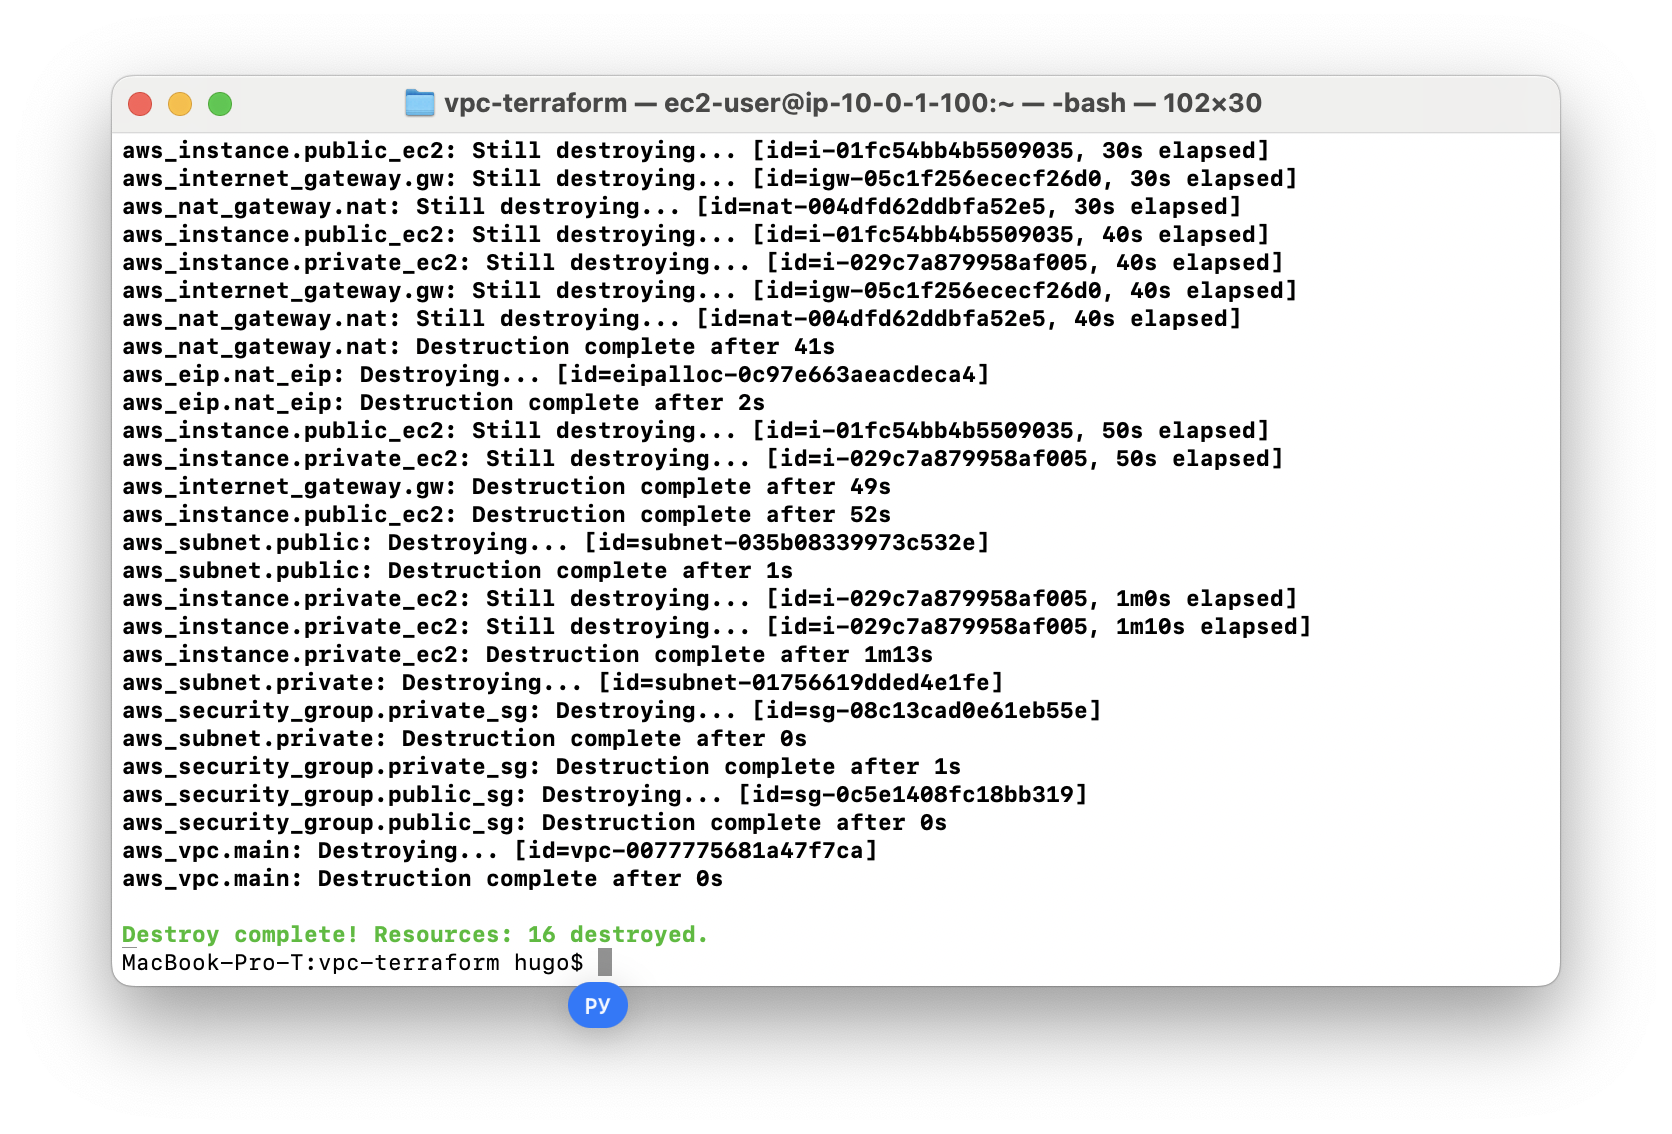 vpc-terraform — ec2-user@ip-10-0-1-100:~ — -bash — 102×30
aws_instance.public_ec2: Still destroying... [id=i-01fc54bb4b5509035, 30s elapsed]
aws_internet_gateway.gw: Still destroying... [id=igw-05c1f256ececf26d0, 30s elapsed]
aws_nat_gateway.nat: Still destroying... [id=nat-004dfd62ddbfa52e5, 30s elapsed]
aws_instance.public_ec2: Still destroying... [id=i-01fc54bb4b5509035, 40s elapsed]
aws_instance.private_ec2: Still destroying... [id=i-029c7a879958af005, 40s elapsed]
aws_internet_gateway.gw: Still destroying... [id=igw-05c1f256ececf26d0, 40s elapsed]
aws_nat_gateway.nat: Still destroying... [id=nat-004dfd62ddbfa52e5, 40s elapsed]
aws_nat_gateway.nat: Destruction complete after 41s
aws_eip.nat_eip: Destroying... [id=eipalloc-0c97e663aeacdeca4]
aws_eip.nat_eip: Destruction complete after 2s
aws_instance.public_ec2: Still destroying... [id=i-01fc54bb4b5509035, 50s elapsed]
aws_instance.private_ec2: Still destroying... [id=i-029c7a879958af005, 50s elapsed]
aws_internet_gateway.gw: Destruction complete after 49s
aws_instance.public_ec2: Destruction complete after 52s
aws_subnet.public: Destroying... [id=subnet-035b08339973c532e]
aws_subnet.public: Destruction complete after 1s
aws_instance.private_ec2: Still destroying... [id=i-029c7a879958af005, 1m0s elapsed]
aws_instance.private_ec2: Still destroying... [id=i-029c7a879958af005, 1m10s elapsed]
aws_instance.private_ec2: Destruction complete after 1m13s
aws_subnet.private: Destroying... [id=subnet-01756619dded4e1fe]
aws_security_group.private_sg: Destroying... [id=sg-08c13cad0e61eb55e]
aws_subnet.private: Destruction complete after 0s
aws_security_group.private_sg: Destruction complete after 1s
aws_security_group.public_sg: Destroying... [id=sg-0c5e1408fc18bb319]
aws_security_group.public_sg: Destruction complete after 0s
aws_vpc.main: Destroying... [id=vpc-0077775681a47f7ca]
aws_vpc.main: Destruction complete after 0s
Destroy complete! Resources: 16 destroyed.
MacBook-Pro-T:vpc-terraform hugo$
РУ